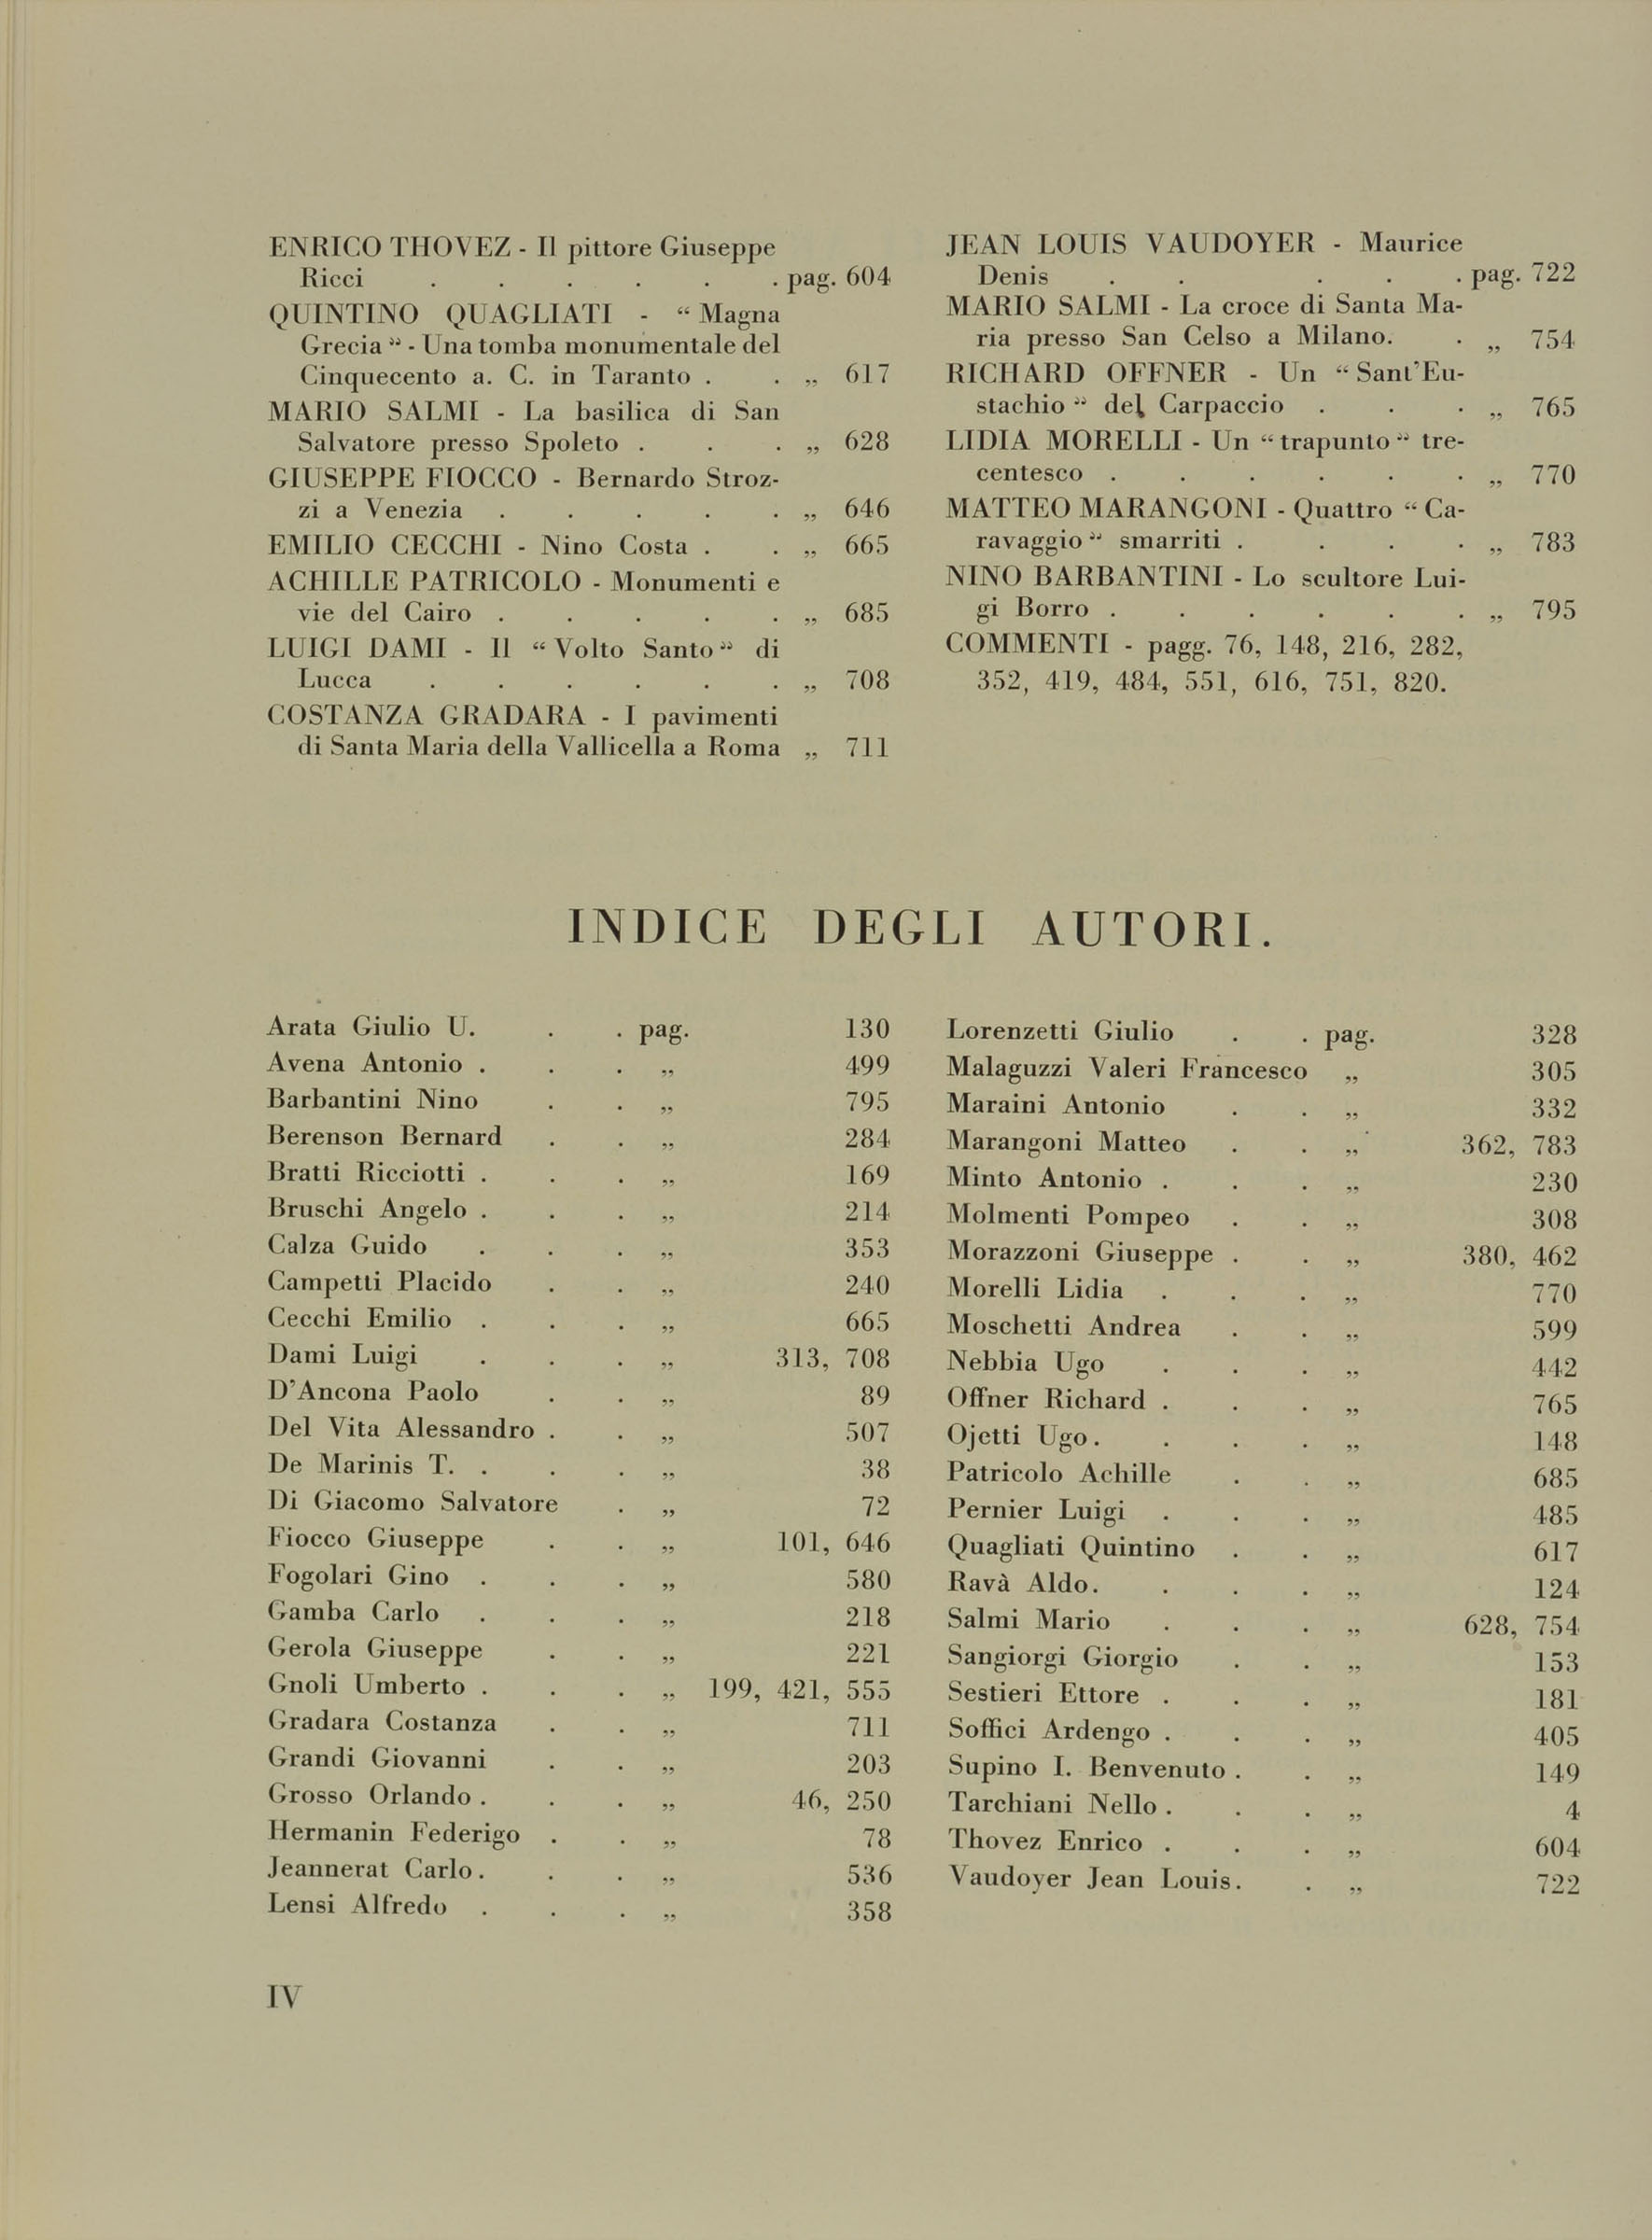 ENRICO THOVEZ - Il pittore Giuseppe
Ricci . . . . . . pag. 604
QUINTINO QUAGLIATI - “ Magna
Grecia ” - Una tomba monumentale del
Cinquecento a. C. in Taranto . . „ 617
MARIO SALMI - La basilica di San
Salvatore presso Spoleto . . . „ 628
GIUSEPPE FIOCCO - Bernardo Stroz-
zi a Venezia . . . . . „ 646
EMILIO CECCHI - Nino Costa . . „ 665
ACHILLE PATRICOLO - Monumenti e
vie del Cairo . . . . . „ 685
LUIGI DAMI - Il “ Volto Santo ” di
Lucca . . . . . . „ 708
COSTANZA GRADARA - I pavimenti
di Santa Maria della Vallicella a Roma „ 711
JEAN LOUIS VAUDOYER - Maurice
Denis . . . . . pag. 722
MARIO SALMI - La croce di Santa Ma-
ria presso San Celso a Milano. . „ 754
RICHARD OFFNER - Un “ Sant’Eu-
stachio ” del Carpaccio . . . „ 765
LIDIA MORELLI - Un “ trapunto ” tre-
centesco . . . . . . „ 770
MATTEO MARANGONI - Quattro “ Ca-
ravaggio ” smarriti . . . . „ 783
NINO BARBANTINI - Lo scultore Lui-
gi Borro . . . . . . „ 795
COMMENTI - pagg. 76, 148, 216, 282,
352, 419, 484, 551, 616, 751, 820.
INDICE DEGLI AUTORI.
Arata Giulio U. . . pag. 130
Avena Antonio . . . „ 499
Barbantini Nino . . „ 795
Berenson Bernard . . „ 284
Bratti Ricciotti . . . „ 169
Bruschi Angelo . . . „ 214
Calza Guido . . . „ 353
Campetti Placido . . „ 240
Cecchi Emilio . . . „ 665
Dami Luigi . . . „ 313, 708
D’Ancona Paolo . . „ 89
Del Vita Alessandro . . „ 507
De Marinis T. . . . „ 38
Di Giacomo Salvatore . „ 72
Fiocco Giuseppe . . „ 101, 646
Fogolari Gino . . . „ 580
Gamba Carlo . . . „ 218
Gerola Giuseppe . . „ 221
Gnoli Umberto . . . „ 199, 421, 555
Gradara Costanza . . „ 711
Grandi Giovanni . . „ 203
Grosso Orlando . . . „ 46, 250
Hermanin Federigo . . „ 78
Jeannerat Carlo . . . „ 536
Lensi Alfredo . . . „ 358
Lorenzetti Giulio . . pag. 328
Malaguzzi Valeri Francesco „ 305
Maraini Antonio . . „ 332
Marangoni Matteo . . „ 362, 783
Minto Antonio . . . „ 230
Molmenti Pompeo . . „ 308
Morazzoni Giuseppe . . „ 380, 462
Morelli Lidia . . . „ 770
Moschetti Andrea . . „ 599
Nebbia Ugo . . . „ 442
Offner Richard . . . „ 765
Ojetti Ugo . . . . „ 148
Patricolo Achille . . „ 685
Pernier Luigi . . . „ 485
Quagliati Quintino . . „ 617
Ravà Aldo . . . . „ 124
Salmi Mario . . . „ 628, 754
Sangiorgi Giorgio . . „ 153
Sestieri Ettore . . . „ 181
Soffici Ardengo . . . „ 405
Supino I. Benvenuto . . „ 149
Tarchiani Nello . . . „ 4
Thovez Enrico . . . „ 604
Vaudoyer Jean Louis . . „ 722
IV